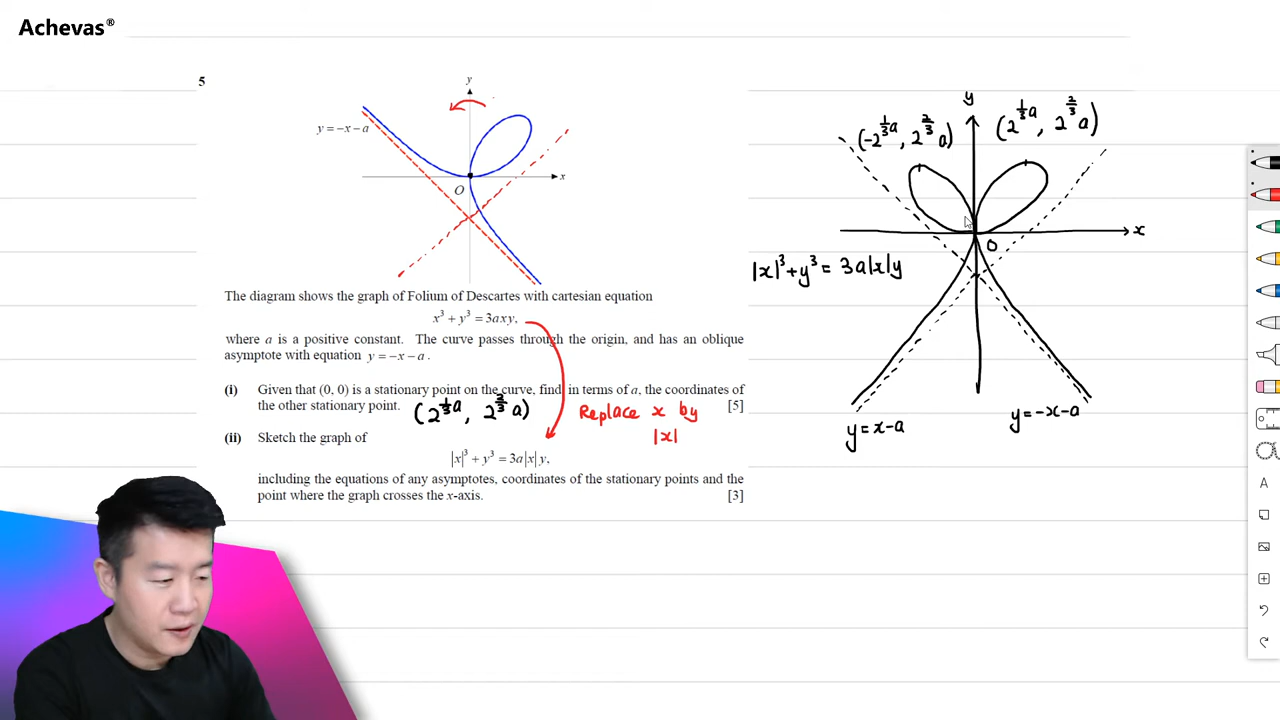 Achevas®
5
y
y = −x − a
O
x
The diagram shows the graph of Folium of Descartes with cartesian equation
x³ + y³ = 3axy,
where a is a positive constant. The curve passes through the origin, and has an oblique
asymptote with equation y = −x − a .
(i) Given that (0, 0) is a stationary point on the curve, find, in terms of a, the coordinates of
the other stationary point. [5]
(2^{1/3}a, 2^{2/3}a)
Replace x by
|x|
(ii) Sketch the graph of
|x|³ + y³ = 3a|x|y,
including the equations of any asymptotes, coordinates of the stationary points and the
point where the graph crosses the x-axis. [3]
y
(−2^{1/3}a, 2^{2/3}a)
(2^{1/3}a, 2^{2/3}a)
x
O
|x|³ + y³ = 3a|x|y
y = x − a
y = −x − a
A